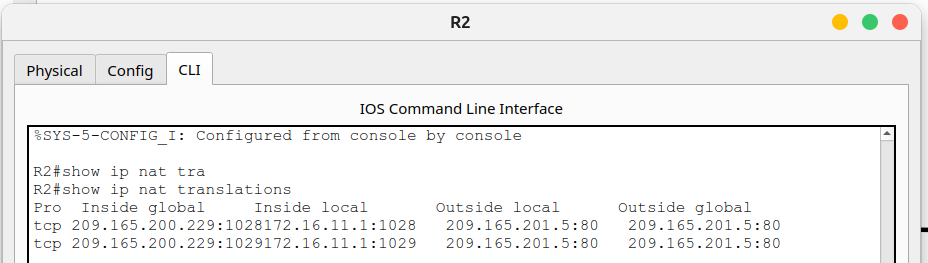 R2
Physical Config CLI
IOS Command Line Interface
%SYS-5-CONFIG_I: Configured from console by console
R2#show ip nat tra
R2#show ip nat translations
Pro  Inside global     Inside local       Outside local      Outside global
tcp 209.165.200.229:1028172.16.11.1:1028   209.165.201.5:80   209.165.201.5:80
tcp 209.165.200.229:1029172.16.11.1:1029   209.165.201.5:80   209.165.201.5:80